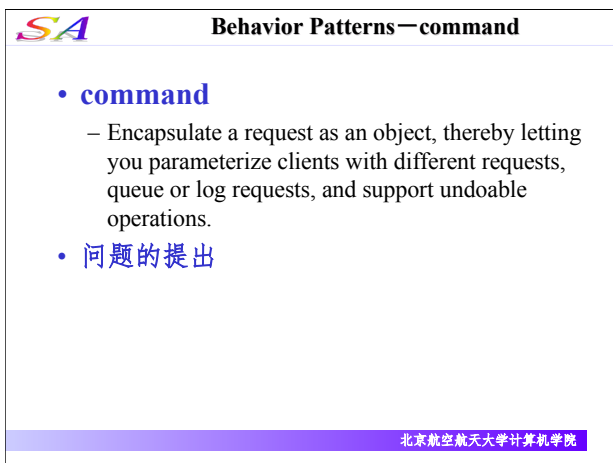 SA
Behavior Patterns－command
• command
– Encapsulate a request as an object, thereby letting
you parameterize clients with different requests,
queue or log requests, and support undoable
operations.
• 问题的提出
北京航空航天大学计算机学院